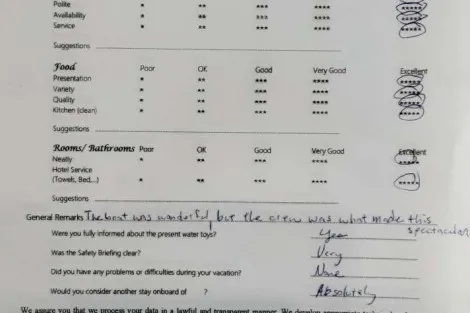 Polite * ** *** **** *****
Availability * ** *** **** *****
Service * ** *** **** *****
Suggestions
Food Poor OK Good Very Good Excellent
Presentation * ** *** **** *****
Variety * ** *** **** *****
Quality * ** *** **** *****
Kitchen (clean) * ** *** **** *****
Suggestions
Rooms/Bathrooms Poor OK Good Very Good Excellent
Neatly * ** *** **** *****
Hotel Service
(Towels, Bed,..) * ** *** **** *****
Suggestions
General Remarks The boat was wonderful, but the crew was what made this
spectacular
Were you fully informed about the present water toys? Yes
Was the Safety Briefing clear? Very
Did you have any problems or difficulties during your vacation? None
Would you consider another stay onboard of ? Absolutely
We assure you that we process your data in a lawful and transparent manner. We